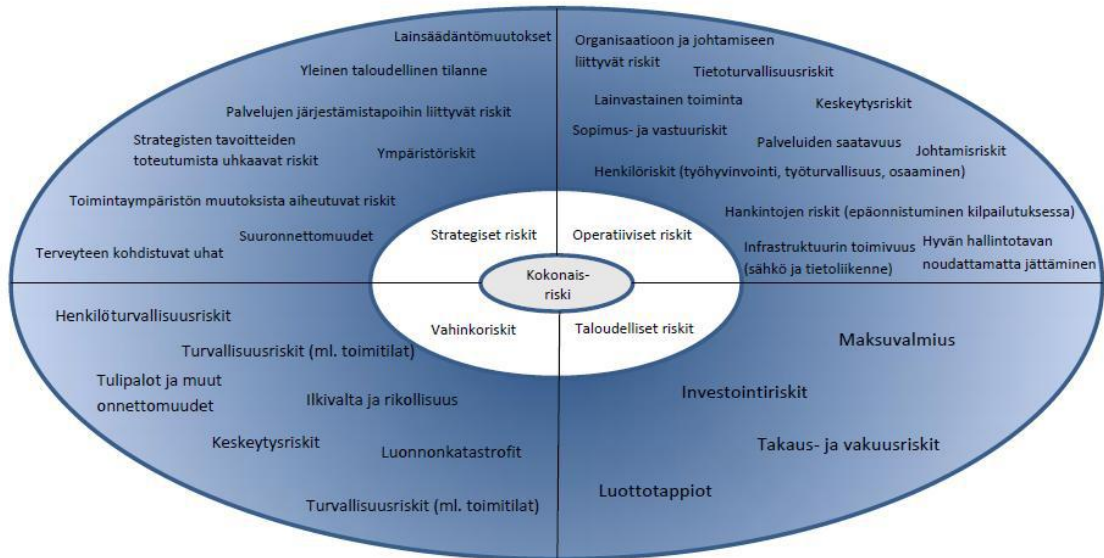 Lainsäädäntömuutokset
Yleinen taloudellinen tilanne
Palvelujen järjestämistapoihin liittyvät riskit
Strategisten tavoitteiden
toteutumista uhkaavat riskit
Ympäristöriskit
Toimintaympäristön muutoksista aiheutuvat riskit
Suuronnettomuudet
Terveyteen kohdistuvat uhat
Strategiset riskit
Organisaatioon ja johtamiseen
liittyvät riskit
Tietoturvallisuusriskit
Lainvastainen toiminta
Keskeytysriskit
Sopimus- ja vastuuriskit
Palveluiden saatavuus
Johtamisriskit
Henkilöriskit (työhyvinvointi, työturvallisuus, osaaminen)
Hankintojen riskit (epäonnistuminen kilpailutuksessa)
Infrastruktuurin toimivuus
(sähkö ja tietoliikenne)
Hyvän hallintotavan
noudattamatta jättäminen
Operatiiviset riskit
Kokonais-
riski
Vahinkoriskit
Taloudelliset riskit
Henkilöturvallisuusriskit
Turvallisuusriskit (ml. toimitilat)
Tulipalot ja muut
onnettomuudet
Ilkivalta ja rikollisuus
Keskeytysriskit
Luonnonkatastrofit
Turvallisuusriskit (ml. toimitilat)
Maksuvalmius
Investointiriskit
Takaus- ja vakuusriskit
Luottotappiot